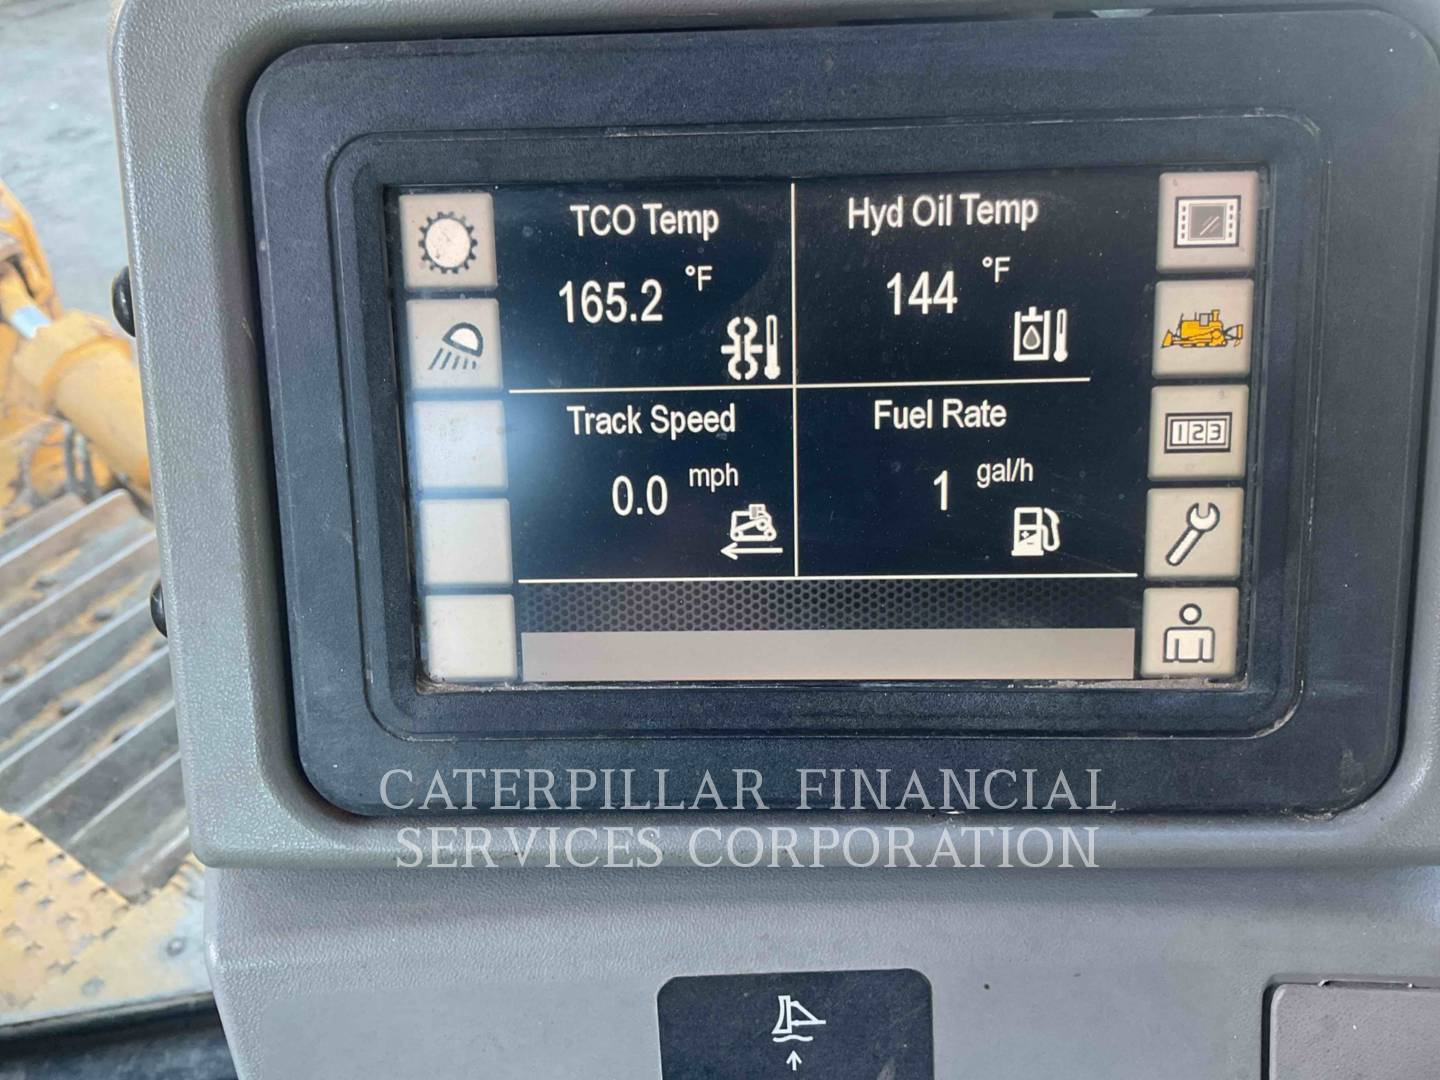 TCO Temp
165.2 °F
Hyd Oil Temp
144 °F
Track Speed
0.0 mph
Fuel Rate
1 gal/h
123
CATERPILLAR FINANCIAL
SERVICES CORPORATION